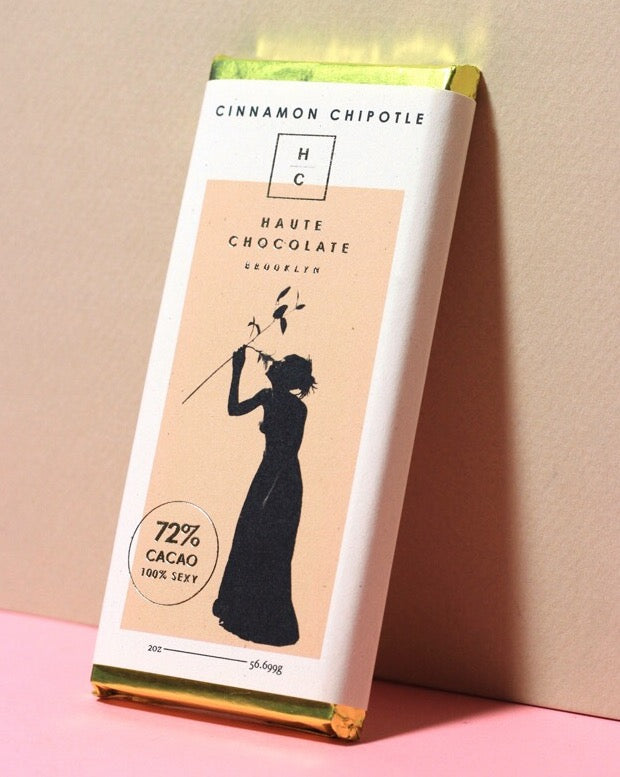 CINNAMON CHIPOTLE
H
C
HAUTE
CHOCOLATE
BROOKLYN
72%
CACAO
100% SEXY
2oz 56.699g